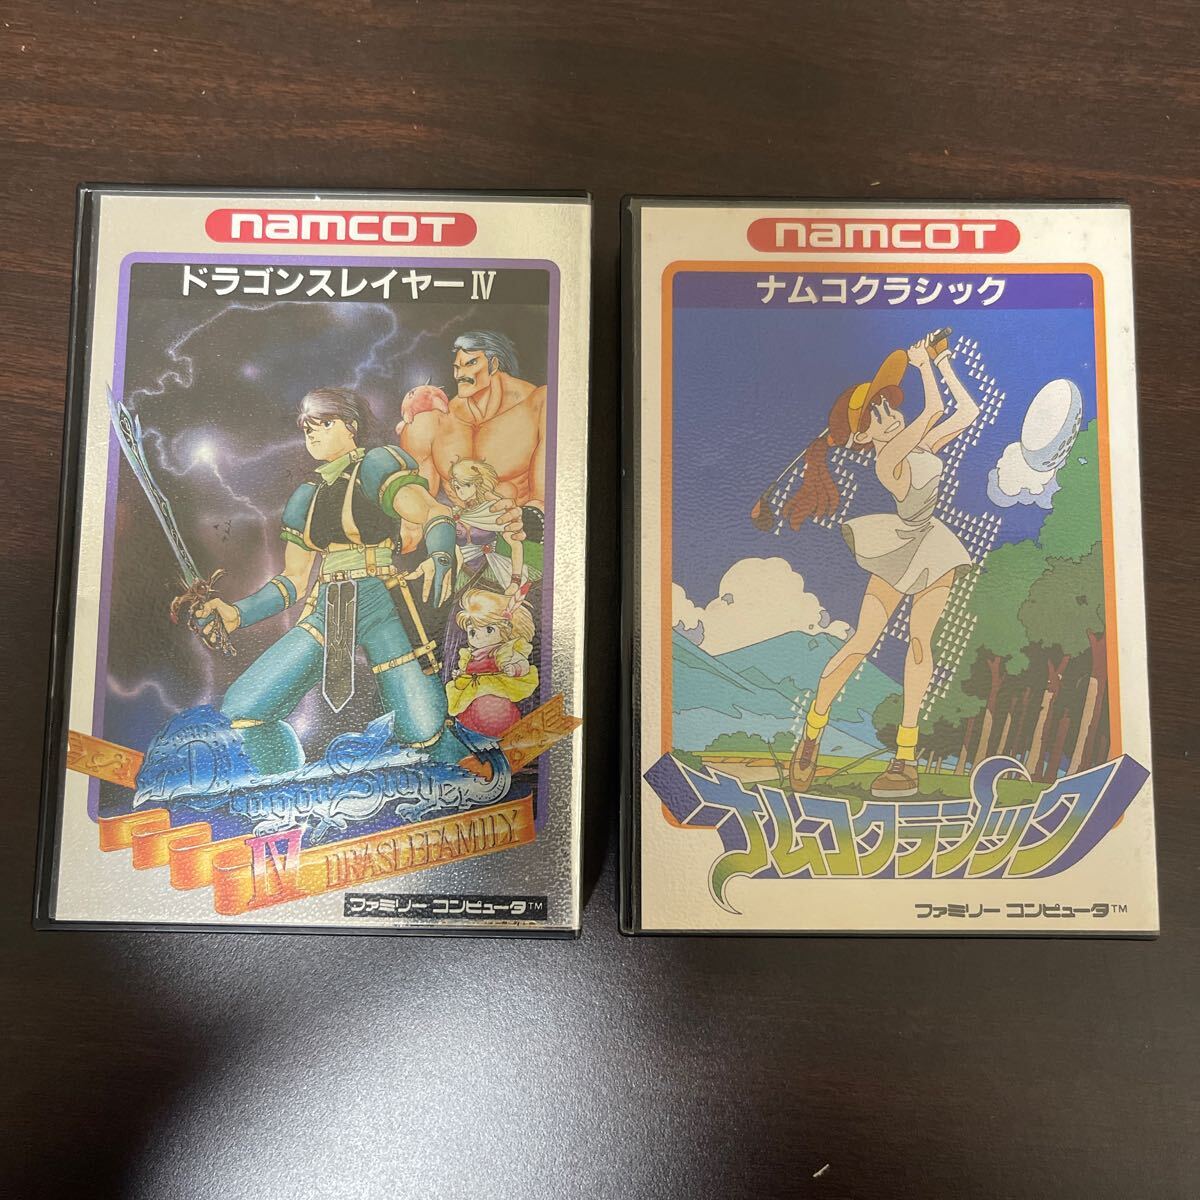 namcoT
ドラゴンスレイヤーⅣ
Dragon Slayer
IV DRASLEFAMILY
ファミリー コンピュータ™
namcoT
ナムコクラシック
ナムコクラシック
ファミリー コンピュータ™